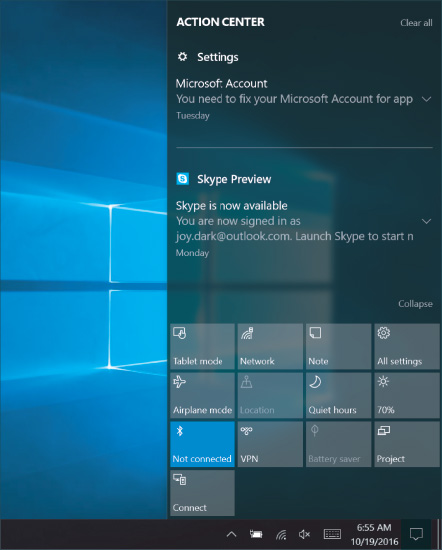 ACTION CENTER
Clear all
Settings
Microsoft Account
You need to fix your Microsoft Account for app
Tuesday
Skype Preview
Skype is now available
You are now signed in as
joy.dark@outlook.com. Launch Skype to start n
Monday
Collapse
Tablet mode
Network
Note
All settings
Airplane mode
Location
Quiet hours
70%
Not connected
VPN
Battery saver
Project
Connect
6:55 AM
10/19/2016